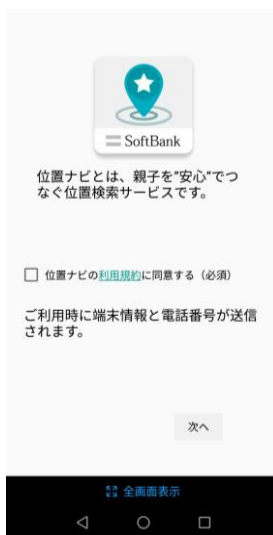 SoftBank
位置ナビとは、親子を"安心"でつ
なぐ位置検索サービスです。
位置ナビの利用規約に同意する（必須）
ご利用時に端末情報と電話番号が送信
されます。
次へ
全画面表示